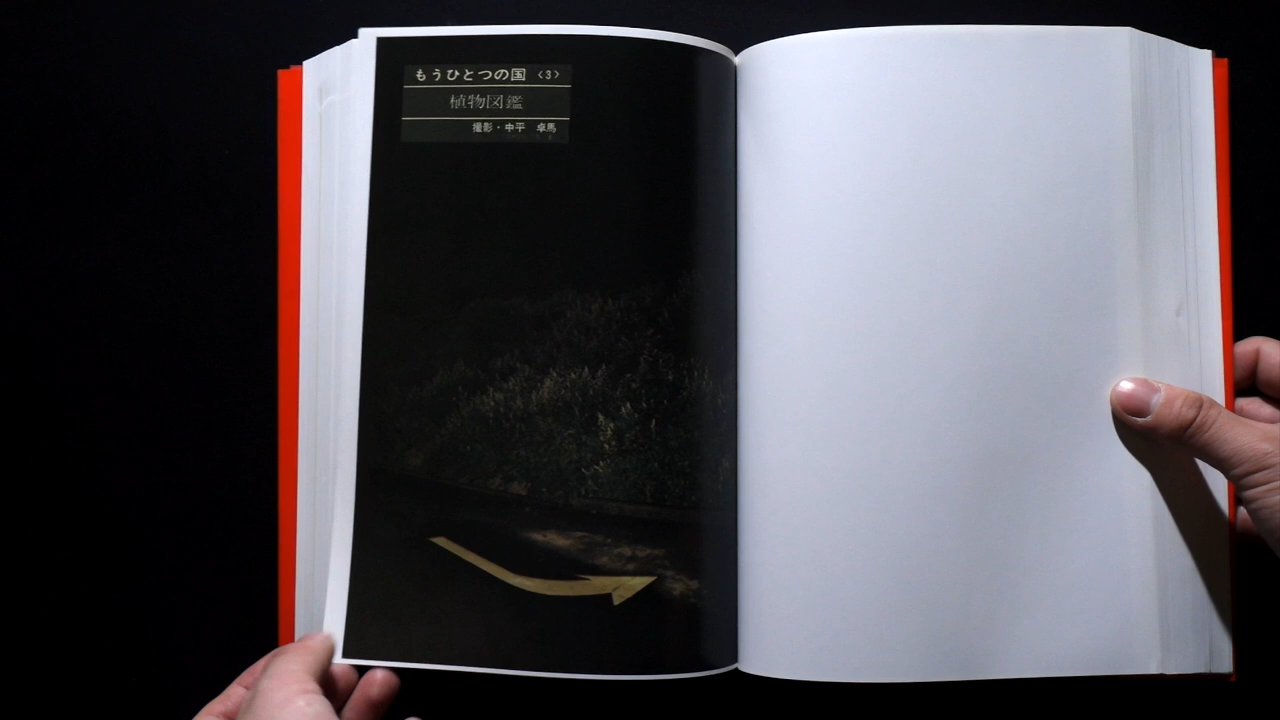 もうひとつの国 〈3〉
植物図鑑
撮影・中平 卓馬